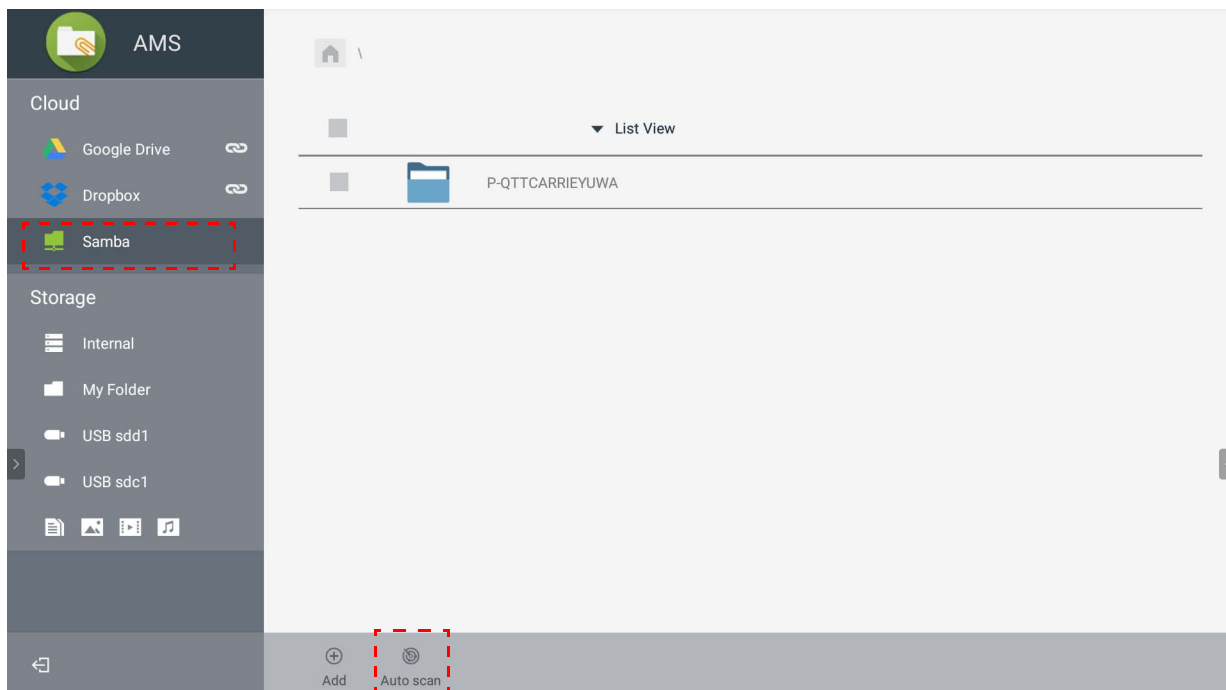 AMS
\
Cloud
Google Drive
Dropbox
Samba
Storage
Internal
My Folder
USB sdd1
USB sdc1
List View
P-QTTCARRIEYUWA
Add
Auto scan